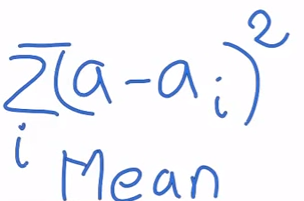 Σ(a-aᵢ)²
i
Mean